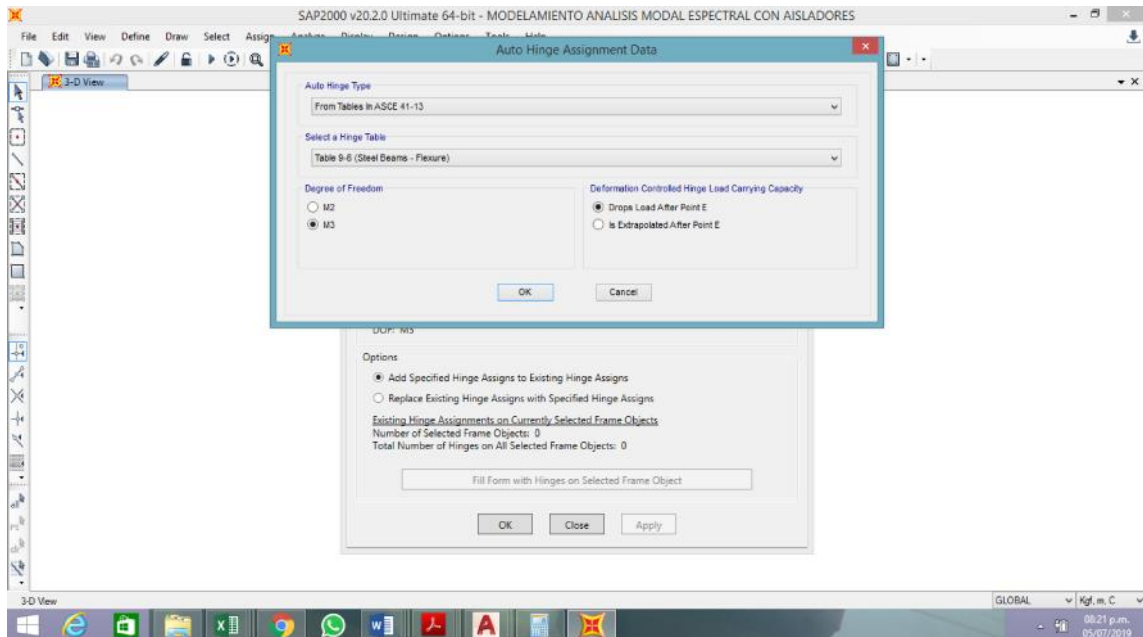 SAP2000 v20.2.0 Ultimate 64-bit - MODELAMIENTO ANALISIS MODAL ESPECTRAL CON AISLADORES
File Edit View Define Draw Select Assign
3-D View
Auto Hinge Assignment Data
Auto Hinge Type
From Tables In ASCE 41-13
Select a Hinge Table
Table 9-6 (Steel Beams - Flexure)
Degree of Freedom
M2
M3
Deformation Controlled Hinge Load Carrying Capacity
Drops Load After Point E
Is Extrapolated After Point E
OK Cancel
DOF: M3
Options
Add Specified Hinge Assigns to Existing Hinge Assigns
Replace Existing Hinge Assigns with Specified Hinge Assigns
Existing Hinge Assignments on Currently Selected Frame Objects
Number of Selected Frame Objects: 0
Total Number of Hinges on All Selected Frame Objects: 0
Fill Form with Hinges on Selected Frame Object
OK Close Apply
3-D View
GLOBAL
Kgf, m, C
08:21 p.m.
05/07/2019